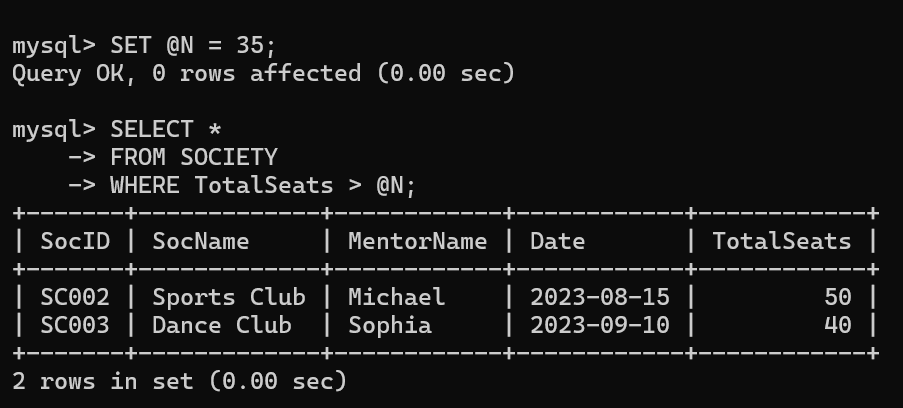 mysql> SET @N = 35;
Query OK, 0 rows affected (0.00 sec)

mysql> SELECT *
    -> FROM SOCIETY
    -> WHERE TotalSeats > @N;
+-------+-------------+------------+------------+------------+
| SocID | SocName     | MentorName | Date       | TotalSeats |
+-------+-------------+------------+------------+------------+
| SC002 | Sports Club | Michael    | 2023-08-15 |         50 |
| SC003 | Dance Club  | Sophia     | 2023-09-10 |         40 |
+-------+-------------+------------+------------+------------+
2 rows in set (0.00 sec)